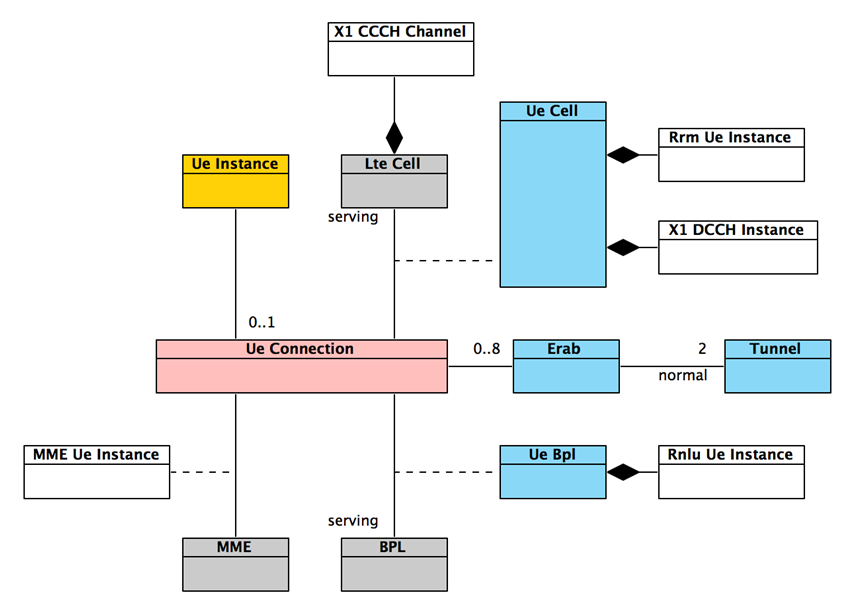 X1 CCCH Channel
Ue Cell
Rrm Ue Instance
Ue Instance
Lte Cell
serving
X1 DCCH Instance
0..1
Ue Connection
0..8
Erab
2
Tunnel
normal
MME Ue Instance
Ue Bpl
Rnlu Ue Instance
serving
MME
BPL